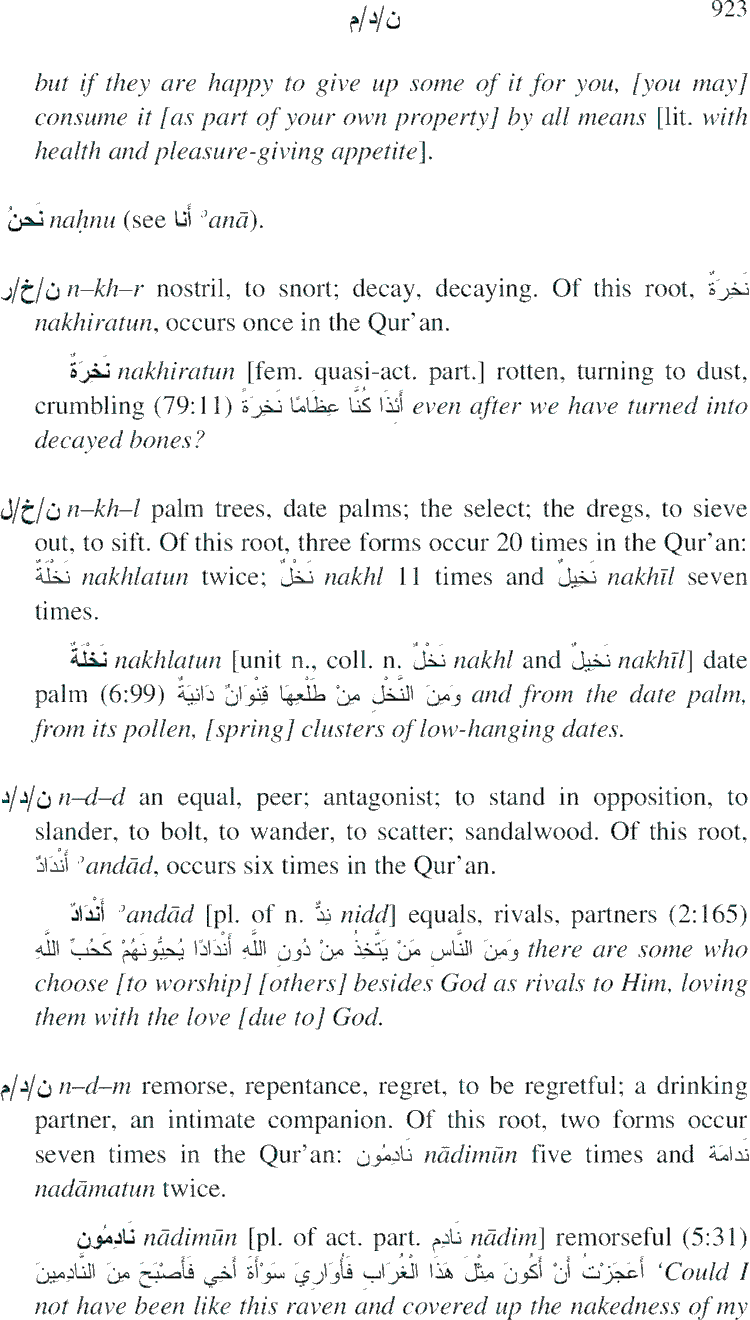 ن/د/م 923
but if they are happy to give up some of it for you, [you may]
consume it [as part of your own property] by all means [lit. with
health and pleasure-giving appetite].
نَحنُ naḥnu (see أَنا ʾanā).
ن/خ/ر n–kh–r nostril, to snort; decay, decaying. Of this root, نَخِرَةٌ
nakhiratun, occurs once in the Qur’an.
نَخِرَةٌ nakhiratun [fem. quasi-act. part.] rotten, turning to dust,
crumbling (79:11) أَئِذَا كُنَّا عِظَامًا نَخِرَةً even after we have turned into
decayed bones?
ن/خ/ل n–kh–l palm trees, date palms; the select; the dregs, to sieve
out, to sift. Of this root, three forms occur 20 times in the Qur’an:
نَخْلَةٌ nakhlatun twice; نَخْلٌ nakhl 11 times and نَخِيلٌ nakhīl seven
times.
نَخْلَةٌ nakhlatun [unit n., coll. n. نَخْلٌ nakhl and نَخِيلٌ nakhīl] date
palm (6:99) وَمِنَ النَّخْلِ مِنْ طَلْعِهَا قِنْوَانٌ دَانِيَةٌ and from the date palm,
from its pollen, [spring] clusters of low-hanging dates.
ن/د/د n–d–d an equal, peer; antagonist; to stand in opposition, to
slander, to bolt, to wander, to scatter; sandalwood. Of this root,
أَنْدَادٌ ʾandād, occurs six times in the Qur’an.
أَنْدَادٌ ʾandād [pl. of n. نِدٌّ nidd] equals, rivals, partners (2:165)
وَمِنَ النَّاسِ مَنْ يَتَّخِذُ مِنْ دُونِ اللَّهِ أَنْدَادًا يُحِبُّونَهُمْ كَحُبِّ اللَّهِ there are some who
choose [to worship] [others] besides God as rivals to Him, loving
them with the love [due to] God.
ن/د/م n–d–m remorse, repentance, regret, to be regretful; a drinking
partner, an intimate companion. Of this root, two forms occur
seven times in the Qur’an: نَادِمُون nādimūn five times and نَدامَة
nadāmatun twice.
نَادِمُونَ nādimūn [pl. of act. part. نَادِم nādim] remorseful (5:31)
أَعَجَزْتُ أَنْ أَكُونَ مِثْلَ هَذَا الْغُرَابِ فَأُوَارِيَ سَوْأَةَ أَخِي فَأَصْبَحَ مِنَ النَّادِمِينَ ‘Could I
not have been like this raven and covered up the nakedness of my